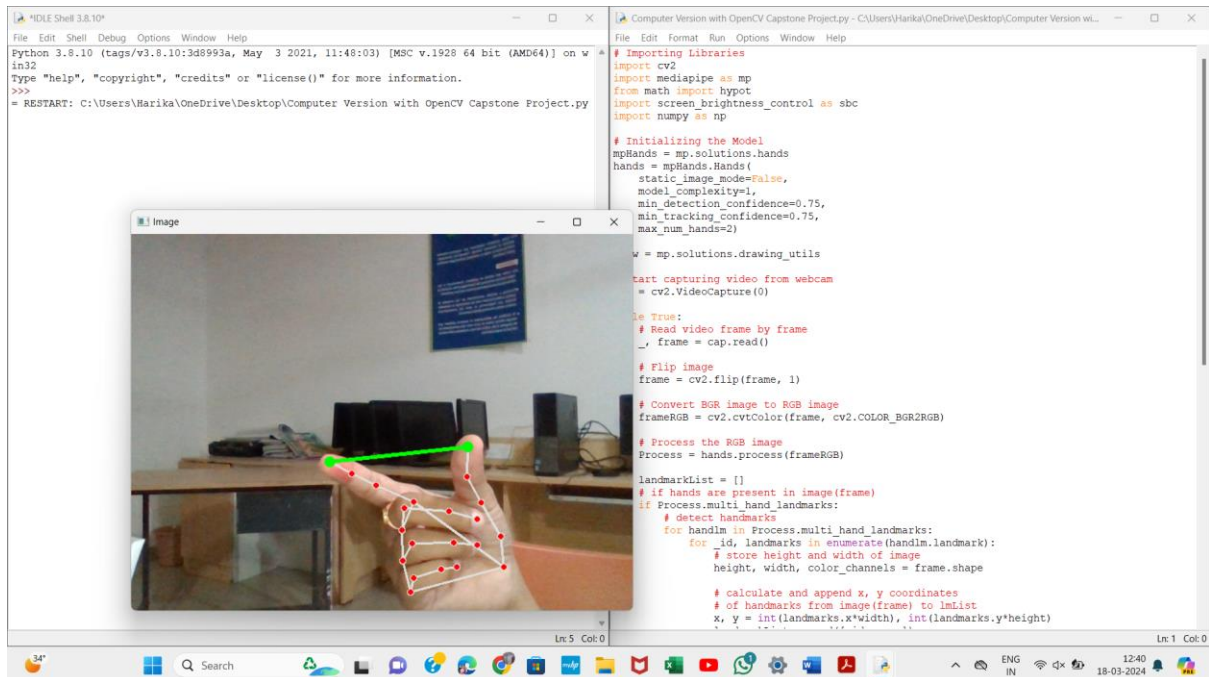 *IDLE Shell 3.8.10*
File Edit Shell Debug Options Window Help
Python 3.8.10 (tags/v3.8.10:3d8993a, May  3 2021, 11:48:03) [MSC v.1928 64 bit (AMD64)] on w
in32
Type "help", "copyright", "credits" or "license()" for more information.
>>>
= RESTART: C:\Users\Harika\OneDrive\Desktop\Computer Version with OpenCV Capstone Project.py
Ln: 5 Col: 0
Image
Computer Version with OpenCV Capstone Project.py - C:\Users\Harika\OneDrive\Desktop\Computer Version wi...
File Edit Format Run Options Window Help
# Importing Libraries
import cv2
import mediapipe as mp
from math import hypot
import screen_brightness_control as sbc
import numpy as np
# Initializing the Model
mpHands = mp.solutions.hands
hands = mpHands.Hands(
    static_image_mode=False,
    model_complexity=1,
    min_detection_confidence=0.75,
    min_tracking_confidence=0.75,
    max_num_hands=2)
w = mp.solutions.drawing_utils
tart capturing video from webcam
= cv2.VideoCapture(0)
le True:
    # Read video frame by frame
    _, frame = cap.read()
    # Flip image
    frame = cv2.flip(frame, 1)
    # Convert BGR image to RGB image
    frameRGB = cv2.cvtColor(frame, cv2.COLOR_BGR2RGB)
    # Process the RGB image
    Process = hands.process(frameRGB)
    landmarkList = []
    # if hands are present in image(frame)
    if Process.multi_hand_landmarks:
        # detect handmarks
        for handlm in Process.multi_hand_landmarks:
            for _id, landmarks in enumerate(handlm.landmark):
                # store height and width of image
                height, width, color_channels = frame.shape
                # calculate and append x, y coordinates
                # of handmarks from image(frame) to lmList
                x, y = int(landmarks.x*width), int(landmarks.y*height)
Ln: 1 Col: 0
34°
Search
ENG
IN
12:40
18-03-2024